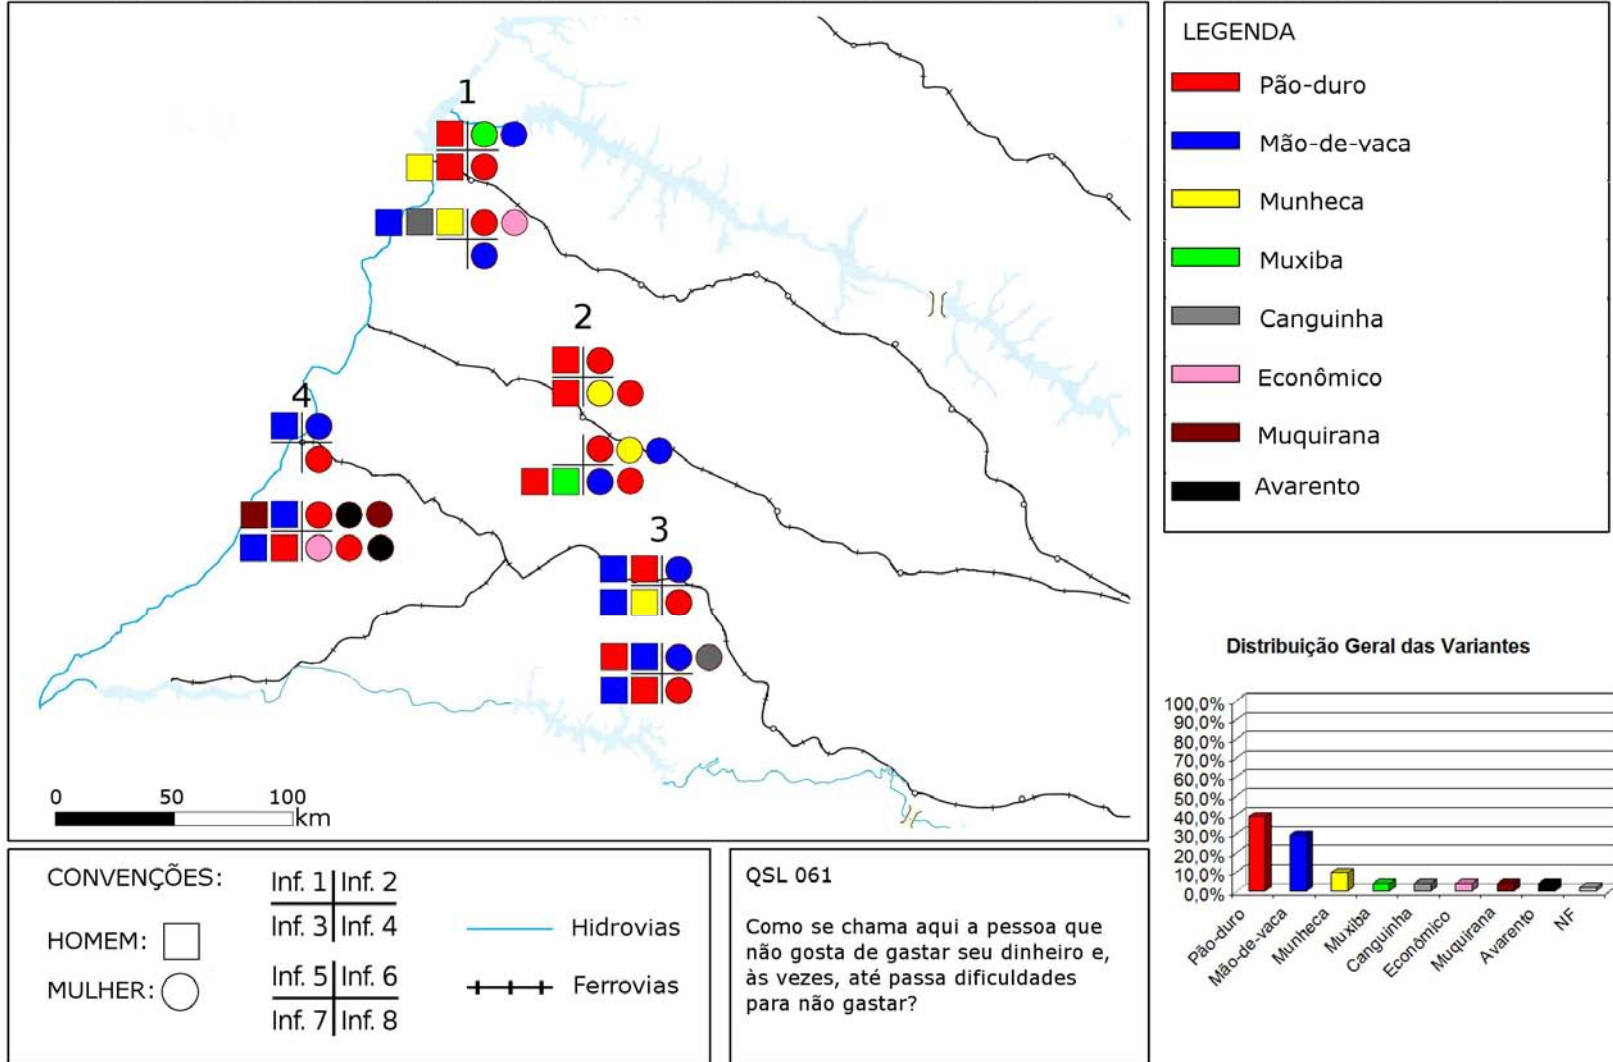 1
2
4
3
0 50 100
km
LEGENDA
Pão-duro
Mão-de-vaca
Munheca
Muxiba
Canguinha
Econômico
Muquirana
Avarento
Distribuição Geral das Variantes
100,0%
90,0%
80,0%
70,0%
60,0%
50,0%
40,0%
30,0%
20,0%
10,0%
0,0%
Pão-duro
Mão-de-vaca
Munheca
Muxiba
Canguinha
Econômico
Muquirana
Avarento
NF
CONVENÇÕES:
HOMEM:
MULHER:
Inf. 1 Inf. 2
Inf. 3 Inf. 4
Inf. 5 Inf. 6
Inf. 7 Inf. 8
Hidrovias
Ferrovias
QSL 061
Como se chama aqui a pessoa que
não gosta de gastar seu dinheiro e,
às vezes, até passa dificuldades
para não gastar?